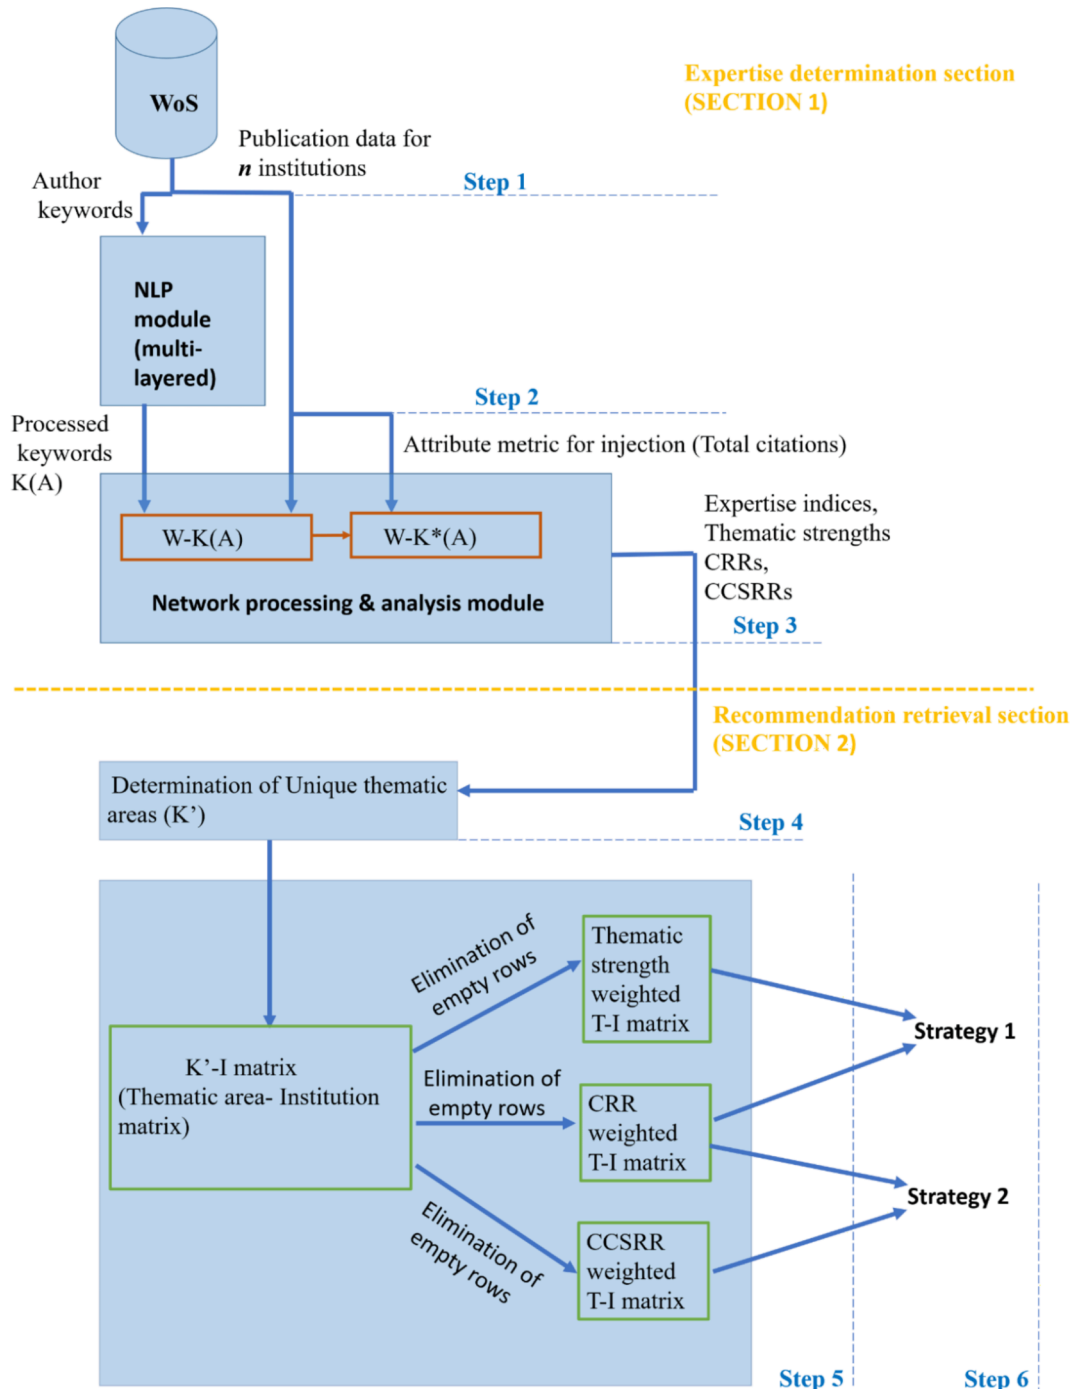 WoS
Expertise determination section
(SECTION 1)
Publication data for
n institutions
Author
keywords
Step 1
NLP
module
(multi-
layered)
Step 2
Processed
keywords
K(A)
Attribute metric for injection (Total citations)
W-K(A)
W-K*(A)
Network processing & analysis module
Expertise indices,
Thematic strengths
CRRs,
CCSRRs
Step 3
Recommendation retrieval section
(SECTION 2)
Determination of Unique thematic
areas (K’)
Step 4
K’-I matrix
(Thematic area- Institution
matrix)
Elimination of
empty rows
Thematic
strength
weighted
T-I matrix
Elimination of
empty rows
CRR
weighted
T-I matrix
Elimination of
empty rows
CCSRR
weighted
T-I matrix
Strategy 1
Strategy 2
Step 5
Step 6